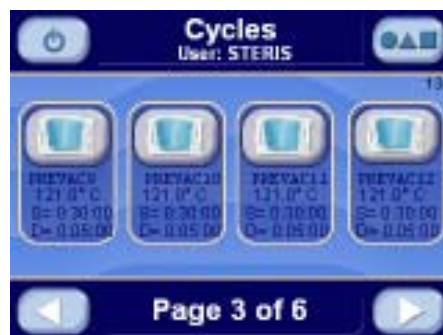 Cycles
User: STERIS
13
PREVAC9 PREVAC10 PREVAC11 PREVAC12
121.0° C 121.0° C 121.0° C 121.0° C
S= 0:30:00 S= 0:30:00 S= 0:30:00 S= 0:30:00
D= 0:05:00 D= 0:05:00 D= 0:05:00 D= 0:05:00
Page 3 of 6